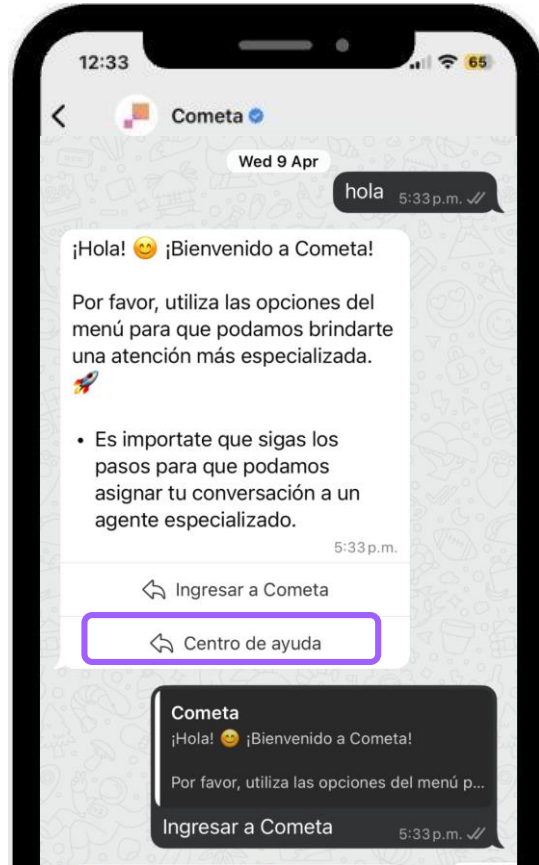 12:33
65
Cometa
Wed 9 Apr
hola 5:33 p.m.
¡Hola! 😊 ¡Bienvenido a Cometa!
Por favor, utiliza las opciones del
menú para que podamos brindarte
una atención más especializada.
🚀
• Es importate que sigas los
pasos para que podamos
asignar tu conversación a un
agente especializado.
5:33 p.m.
Ingresar a Cometa
Centro de ayuda
Cometa
¡Hola! 😊 ¡Bienvenido a Cometa!
Por favor, utiliza las opciones del menú p...
Ingresar a Cometa 5:33 p.m.